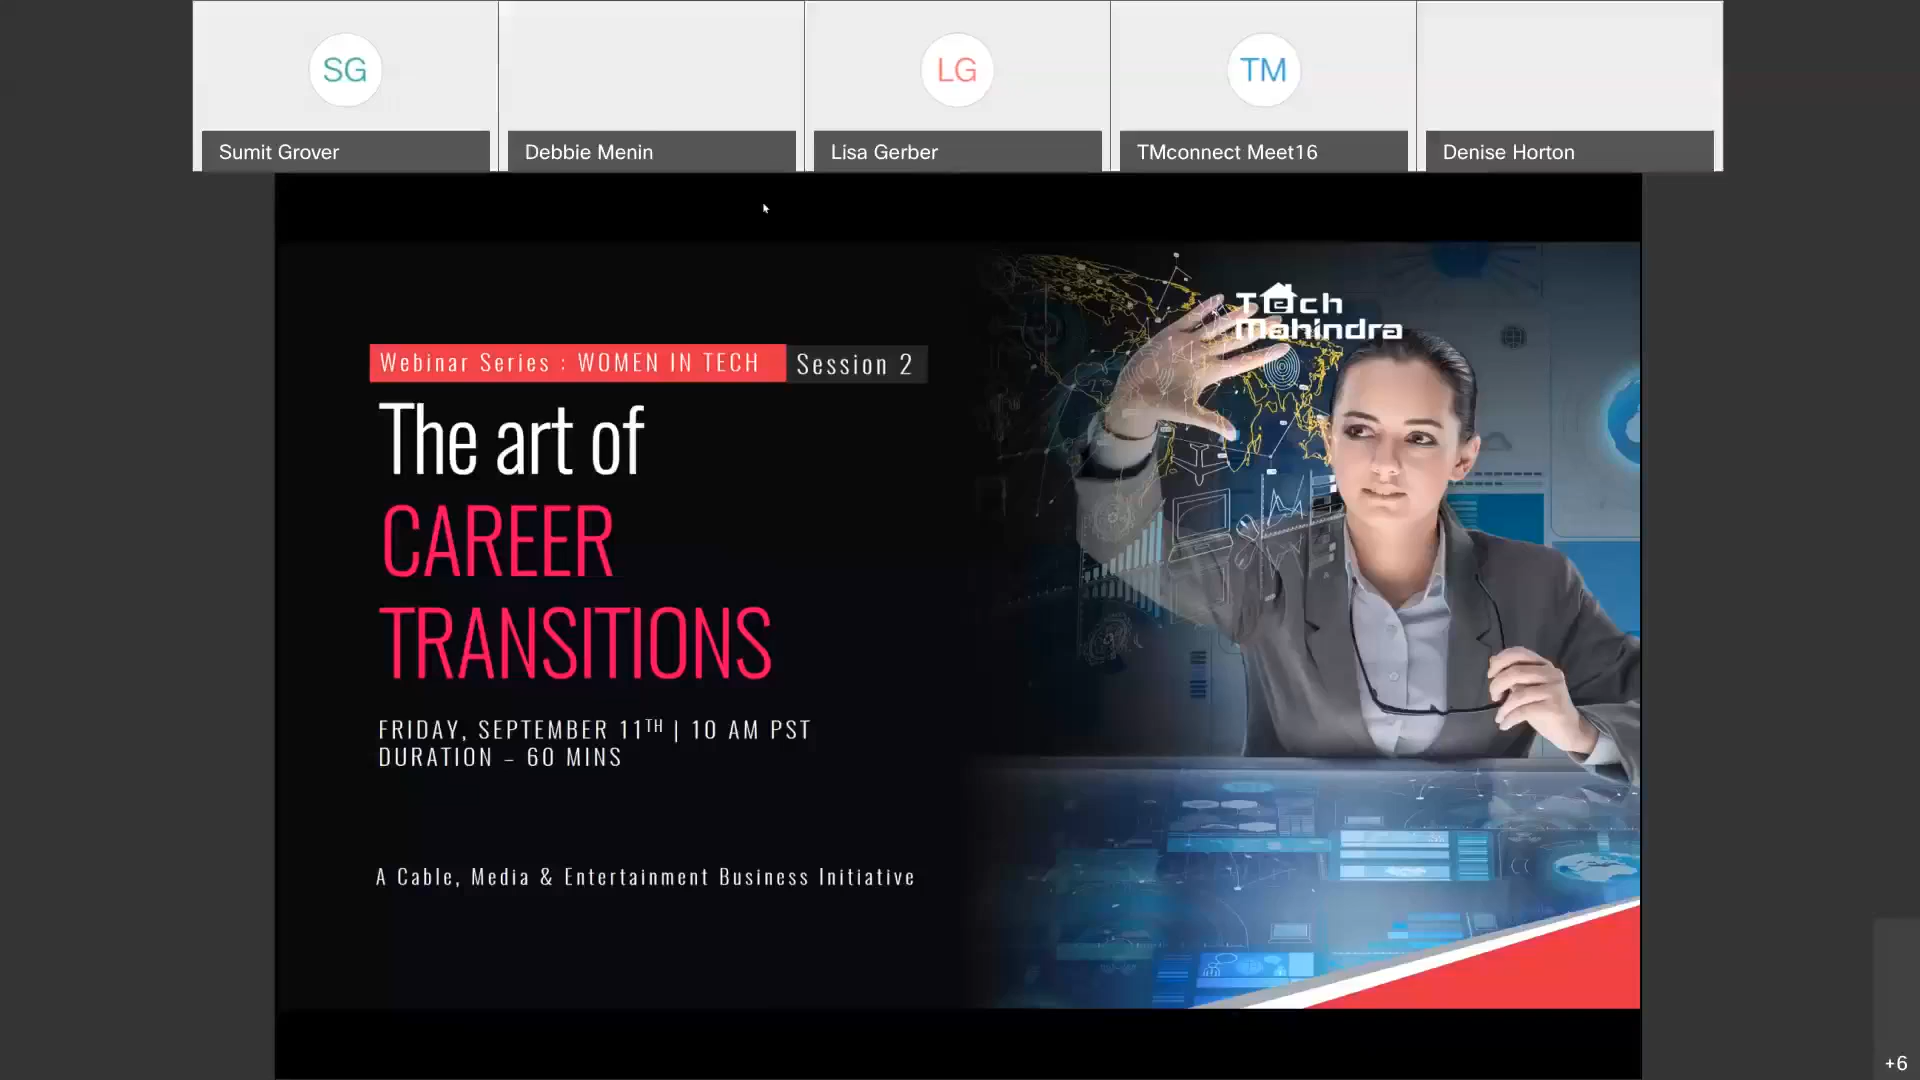 SG
LG
TM
Sumit Grover
Debbie Menin
Lisa Gerber
TMconnect Meet16
Denise Horton
Tech
Mahindra
Webinar Series : WOMEN IN TECH
Session 2
The art of
CAREER
TRANSITIONS
FRIDAY, SEPTEMBER 11TH | 10 AM PST
DURATION – 60 MINS
A Cable, Media & Entertainment Business Initiative
+6